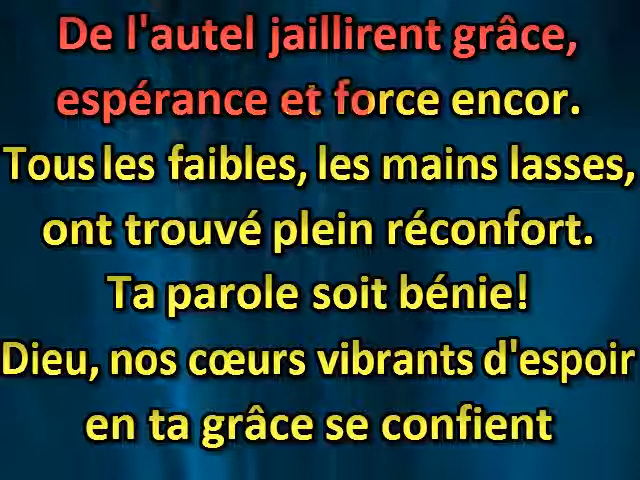 De l'autel jaillirent grâce,
espérance et force encor.
Tous les faibles, les mains lasses,
ont trouvé plein réconfort.
Ta parole soit bénie!
Dieu, nos cœurs vibrants d'espoir
en ta grâce se confient